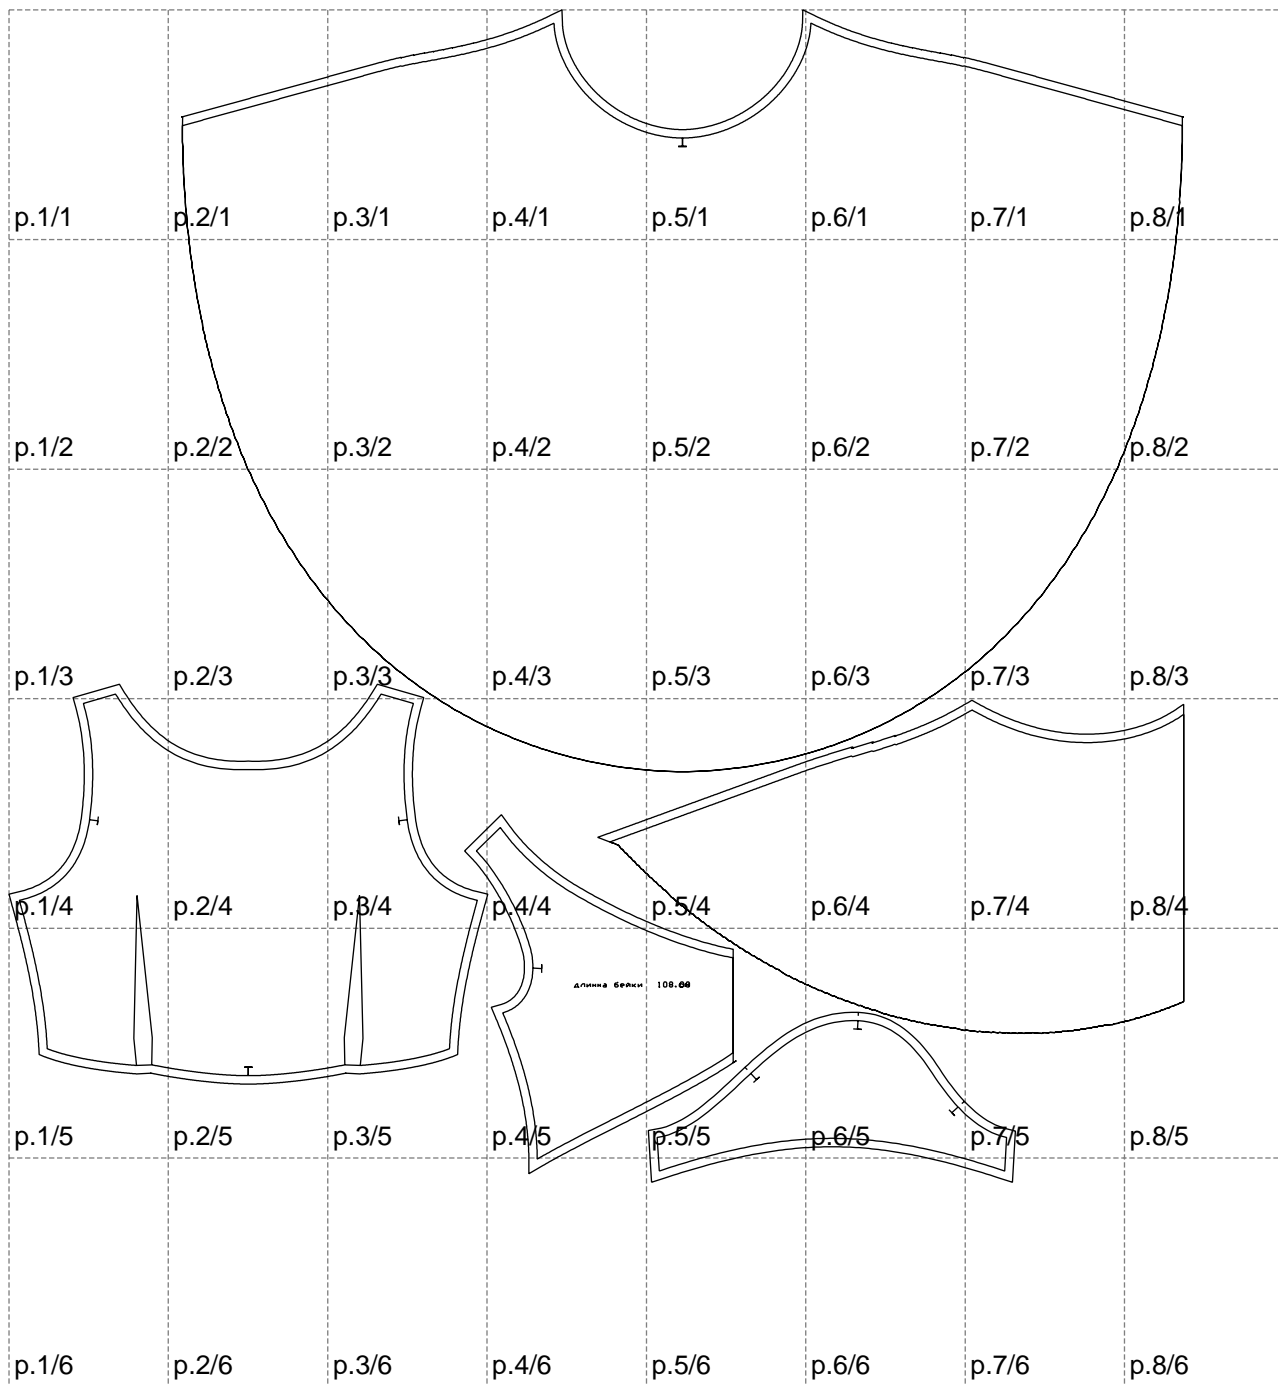 p.1/1 p.2/1 p.3/1 p.4/1 p.5/1 p.6/1 p.7/1 p.8/1
p.1/2 p.2/2 p.3/2 p.4/2 p.5/2 p.6/2 p.7/2 p.8/2
p.1/3 p.2/3 p.3/3 p.4/3 p.5/3 p.6/3 p.7/3 p.8/3
p.1/4 p.2/4 p.3/4 p.4/4 p.5/4 p.6/4 p.7/4 p.8/4
длинна бейки 108.60
p.1/5 p.2/5 p.3/5 p.4/5 p.5/5 p.6/5 p.7/5 p.8/5
p.1/6 p.2/6 p.3/6 p.4/6 p.5/6 p.6/6 p.7/6 p.8/6